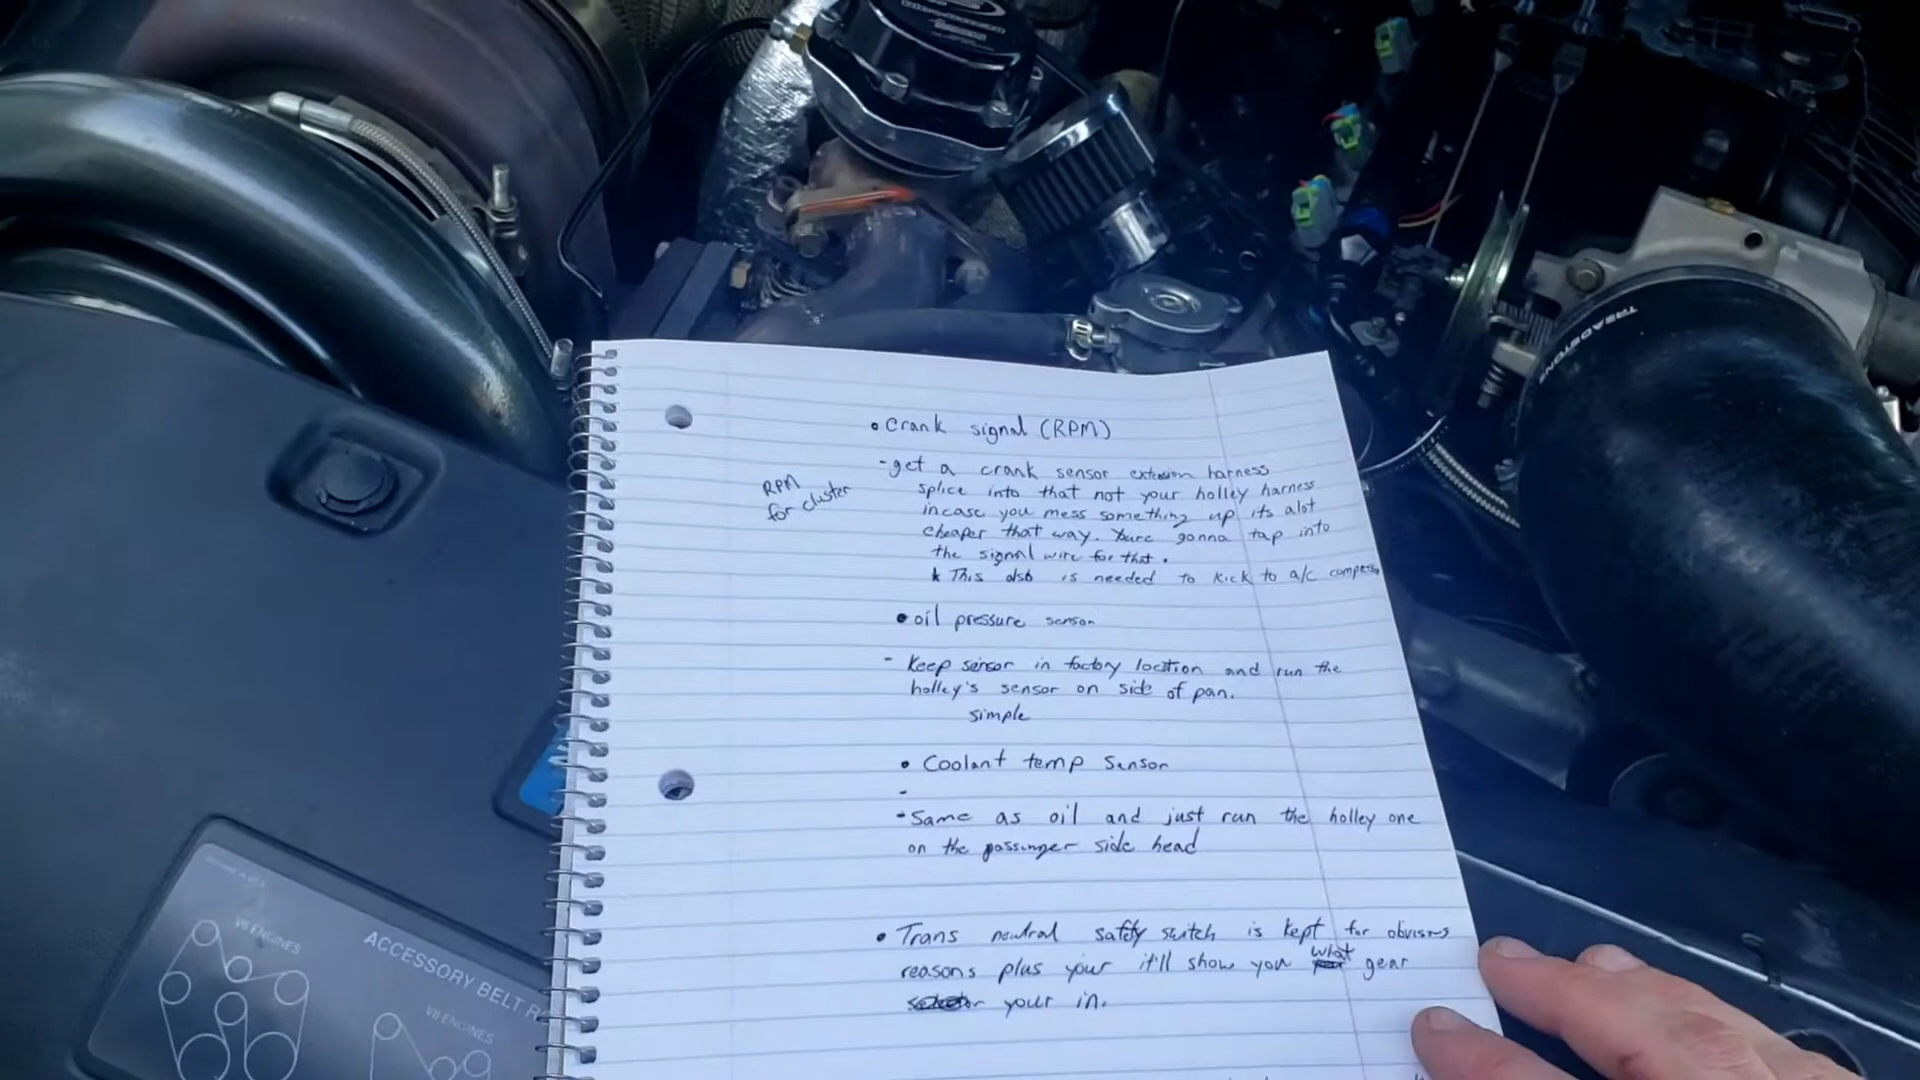 • Crank signal (RPM)
RPM
for cluster
- get a crank sensor extension harness
splice into that not your holley harness
incase you mess something up its alot
cheaper that way. Youre gonna tap into
the signal wire for that.
* This also is needed to kick to a/c compressor
• oil pressure sensor
- Keep sensor in factory location and run the
holley's sensor on side of pan.
simple
• Coolant temp sensor
-
- Same as oil and just run the holley one
on the passenger side head
• Trans neutral safety switch is kept for obvious
reasons plus your it'll show you what gear
your in.
TREADSTONE
V6 ENGINES
ACCESSORY BELT R
V8 ENGINES